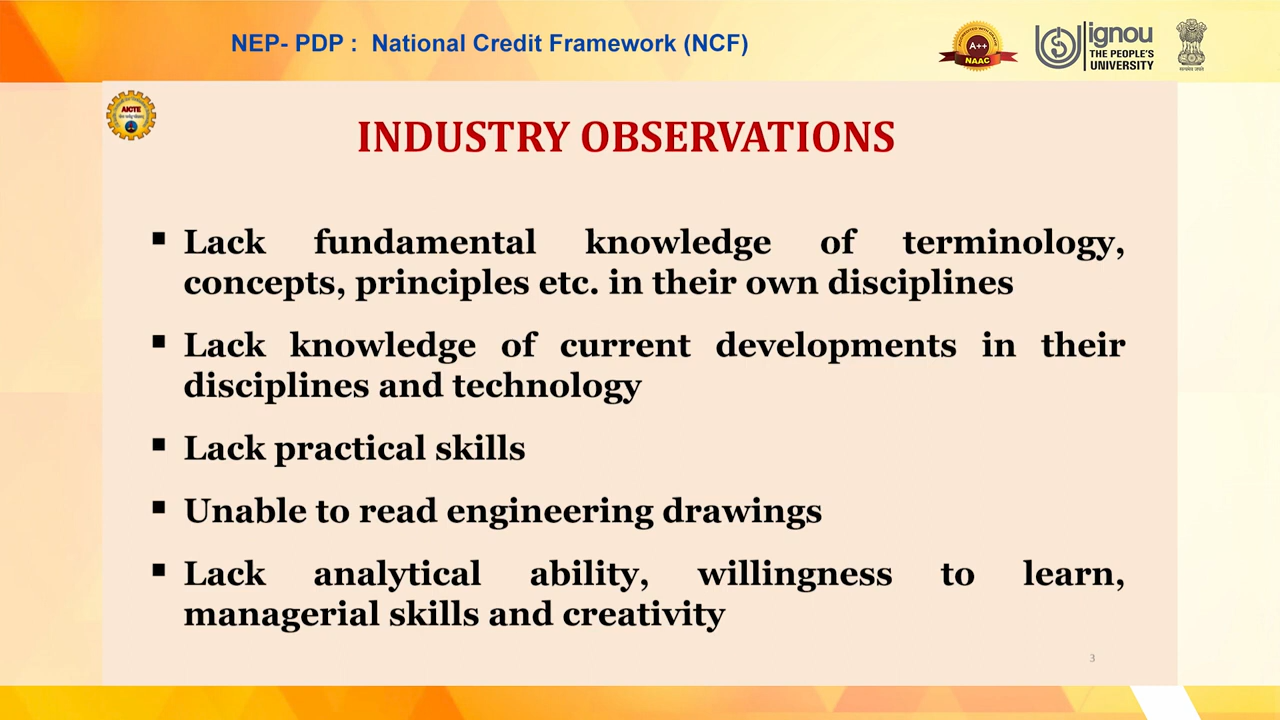 NEP- PDP : National Credit Framework (NCF)
A++
NAAC
ignou
THE PEOPLE'S
UNIVERSITY
AICTE
INDUSTRY OBSERVATIONS
▪ Lack fundamental knowledge of terminology,
concepts, principles etc. in their own disciplines
▪ Lack knowledge of current developments in their
disciplines and technology
▪ Lack practical skills
▪ Unable to read engineering drawings
▪ Lack analytical ability, willingness to learn,
managerial skills and creativity
3